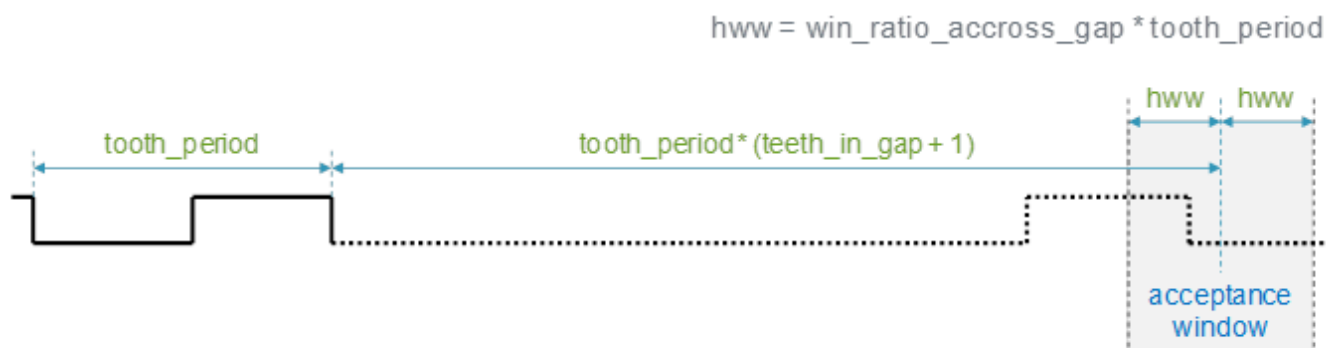 hww = win_ratio_accross_gap * tooth_period
hww hww
tooth_period tooth_period * (teeth_in_gap + 1)
acceptance
window